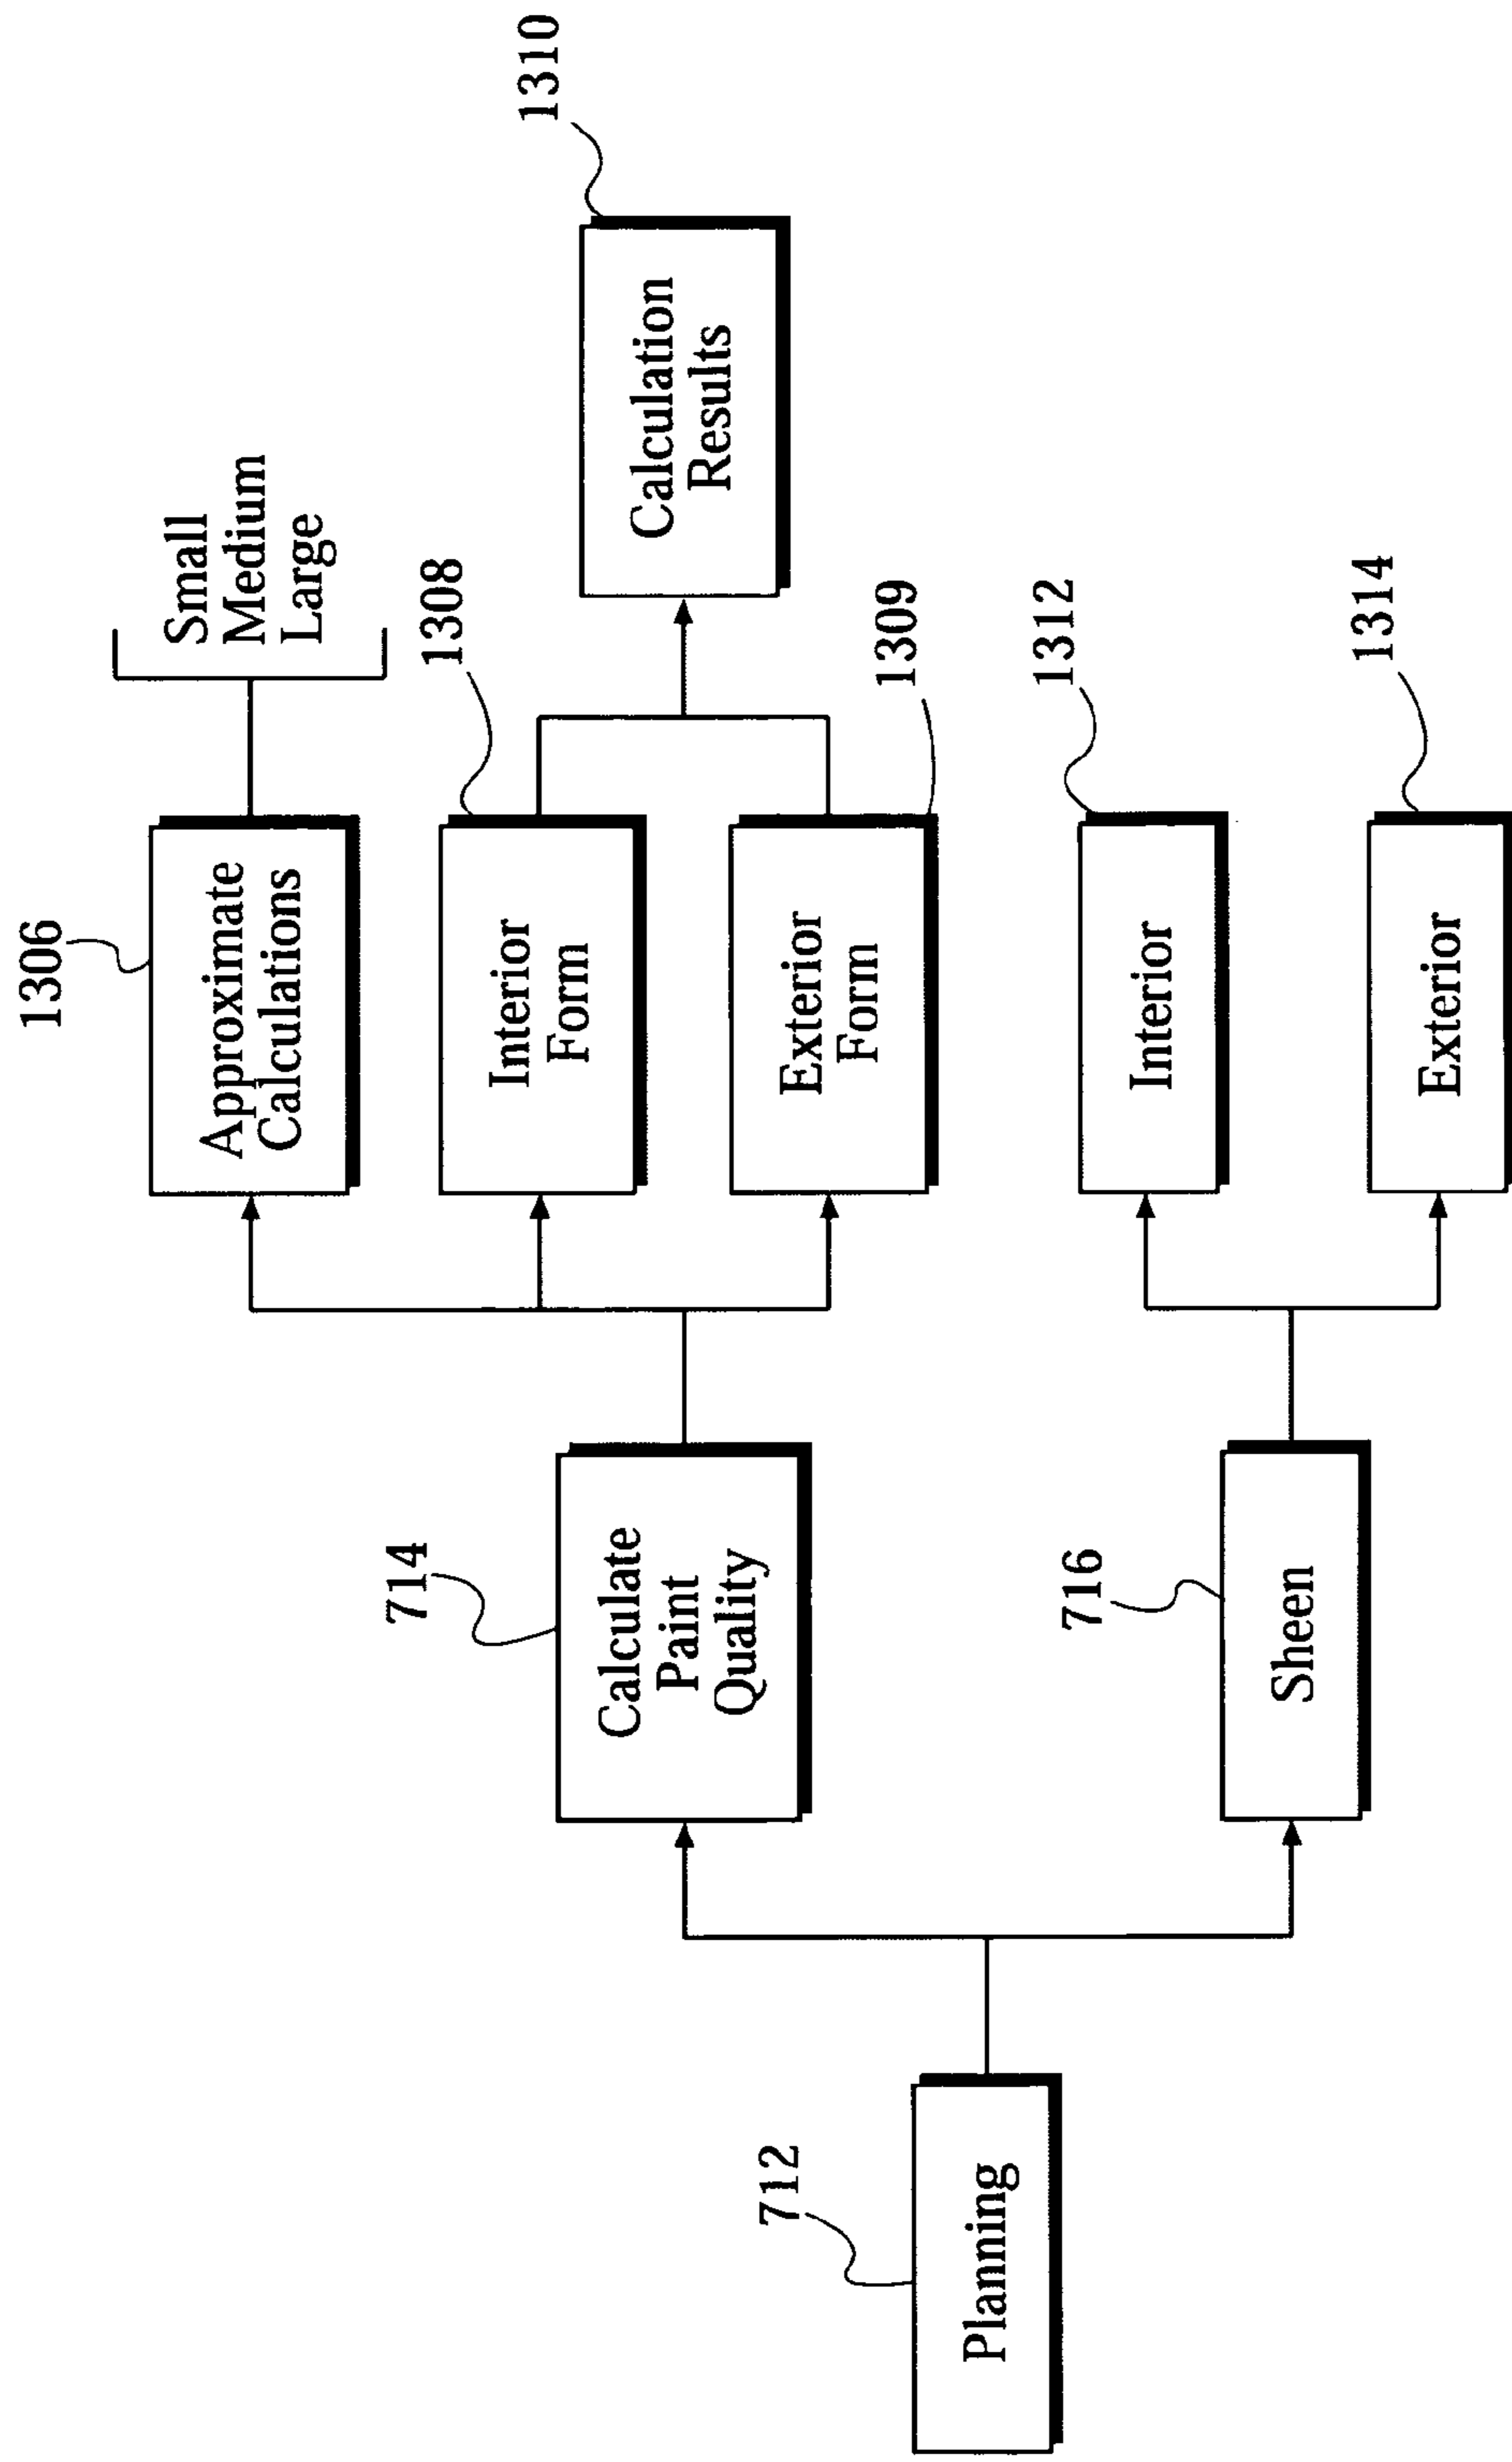 712
Planning
714
Calculate
Paint
Quality
716
Sheen
1306
Approximate
Calculations
Small
Medium
Large
1308
Interior
Form
1309
Exterior
Form
1310
Calculation
Results
1312
Interior
1314
Exterior